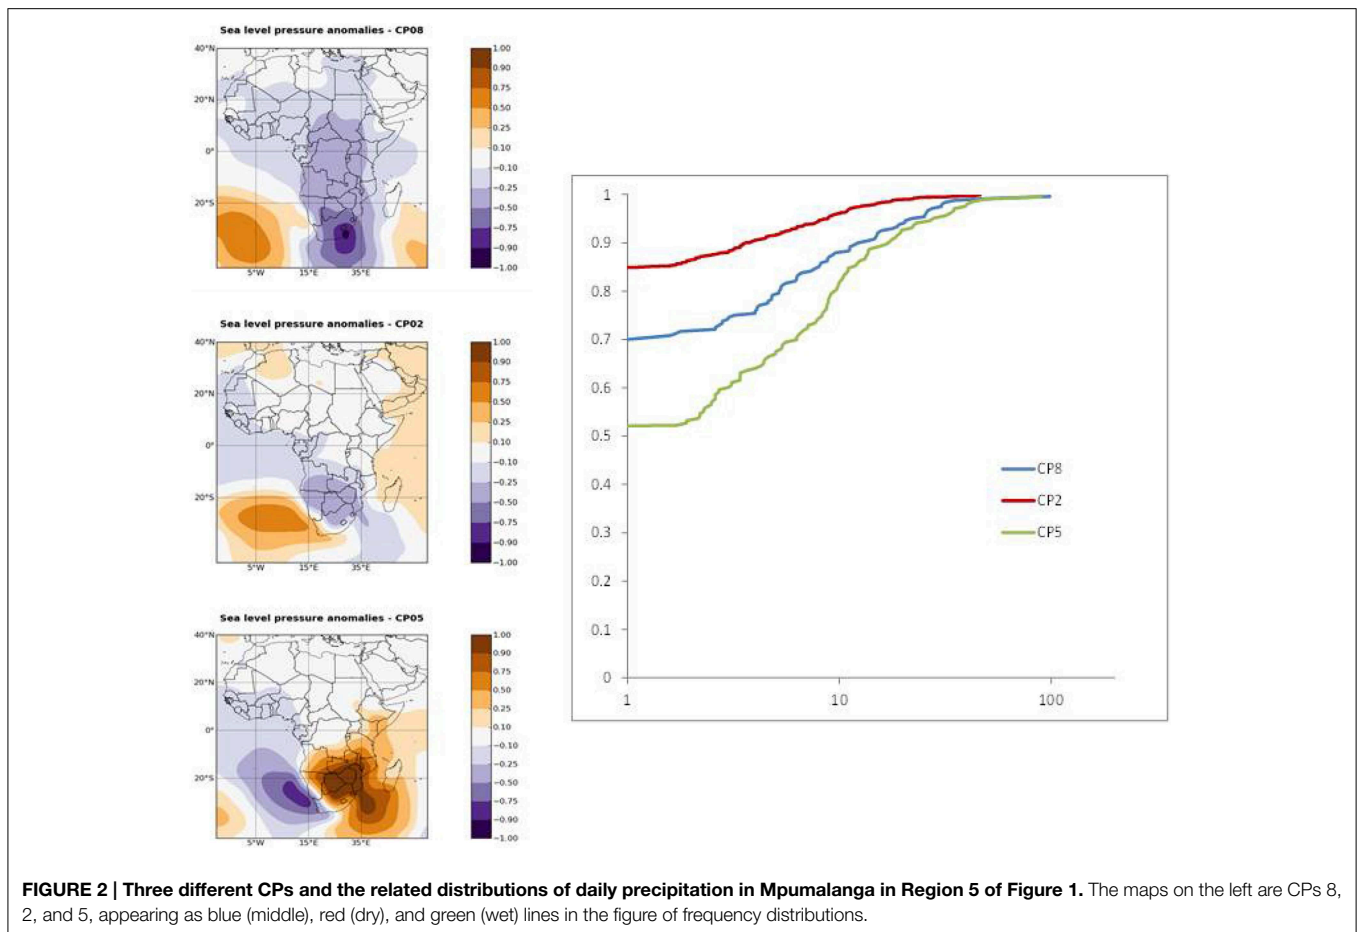 Sea level pressure anomalies - CP08
40°N
20°N
0°
20°S
5°W 15°E 35°E
1.00
0.90
0.75
0.50
0.25
0.10
−0.10
−0.25
−0.50
−0.75
−0.90
−1.00
Sea level pressure anomalies - CP02
40°N
20°N
0°
20°S
5°W 15°E 35°E
1.00
0.90
0.75
0.50
0.25
0.10
−0.10
−0.25
−0.50
−0.75
−0.90
−1.00
Sea level pressure anomalies - CP05
40°N
20°N
0°
20°S
5°W 15°E 35°E
1.00
0.90
0.75
0.50
0.25
0.10
−0.10
−0.25
−0.50
−0.75
−0.90
−1.00
1
0.9
0.8
0.7
0.6
0.5
0.4
0.3
0.2
0.1
0
1 10 100
CP8
CP2
CP5
FIGURE 2 | Three different CPs and the related distributions of daily precipitation in Mpumalanga in Region 5 of Figure 1. The maps on the left are CPs 8,
2, and 5, appearing as blue (middle), red (dry), and green (wet) lines in the figure of frequency distributions.